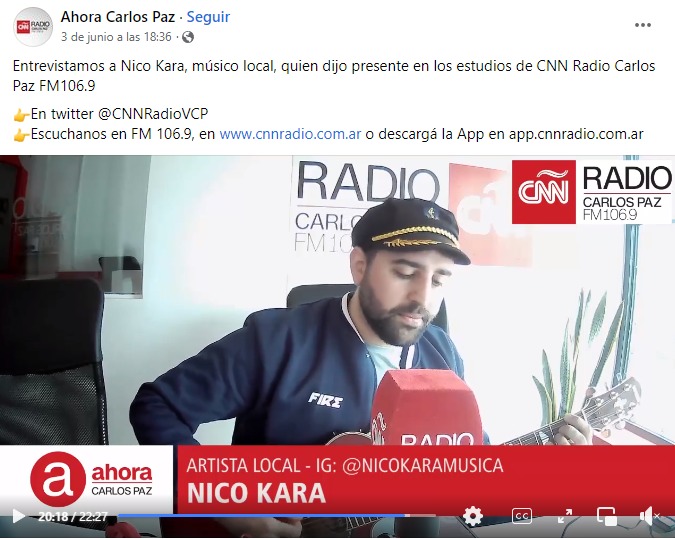 Ahora Carlos Paz · Seguir
3 de junio a las 18:36 ·
Entrevistamos a Nico Kara, músico local, quien dijo presente en los estudios de CNN Radio Carlos
Paz FM106.9
👉En twitter @CNNRadioVCP
👉Escuchanos en FM 106.9, en www.cnnradio.com.ar o descargá la App en app.cnnradio.com.ar
RADIO
CARLOS
FM106
CNN RADIO
CARLOS PAZ
FM106.9
FIRE
RADIO
a ahora
CARLOS PAZ
ARTISTA LOCAL - IG: @NICOKARAMUSICA
NICO KARA
20:18 / 22:27
CC